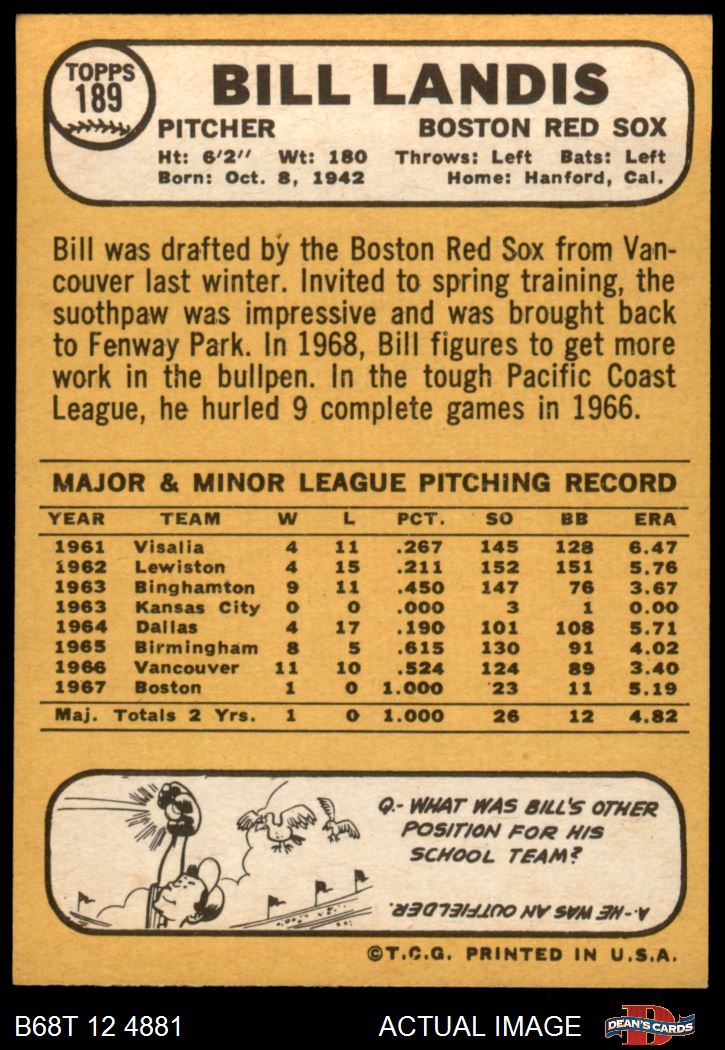 TOPPS
189
BILL LANDIS
PITCHER BOSTON RED SOX
Ht: 6'2" Wt: 180 Throws: Left Bats: Left
Born: Oct. 8, 1942 Home: Hanford, Cal.
Bill was drafted by the Boston Red Sox from Van-
couver last winter. Invited to spring training, the
suothpaw was impressive and was brought back
to Fenway Park. In 1968, Bill figures to get more
work in the bullpen. In the tough Pacific Coast
League, he hurled 9 complete games in 1966.
MAJOR & MINOR LEAGUE PITCHING RECORD
YEAR TEAM W L PCT. SO BB ERA
1961 Visalia 4 11 .267 145 128 6.47
1962 Lewiston 4 15 .211 152 151 5.76
1963 Binghamton 9 11 .450 147 76 3.67
1963 Kansas City 0 0 .000 3 1 0.00
1964 Dallas 4 17 .190 101 108 5.71
1965 Birmingham 8 5 .615 130 91 4.02
1966 Vancouver 11 10 .524 124 89 3.40
1967 Boston 1 0 1.000 23 11 5.19
Maj. Totals 2 Yrs. 1 0 1.000 26 12 4.82
Q.- WHAT WAS BILL'S OTHER
POSITION FOR HIS
SCHOOL TEAM?
A.- HE WAS AN OUTFIELDER.
©T.C.G. PRINTED IN U.S.A.
B68T 12 4881 ACTUAL IMAGE
D
DEAN'S CARDS